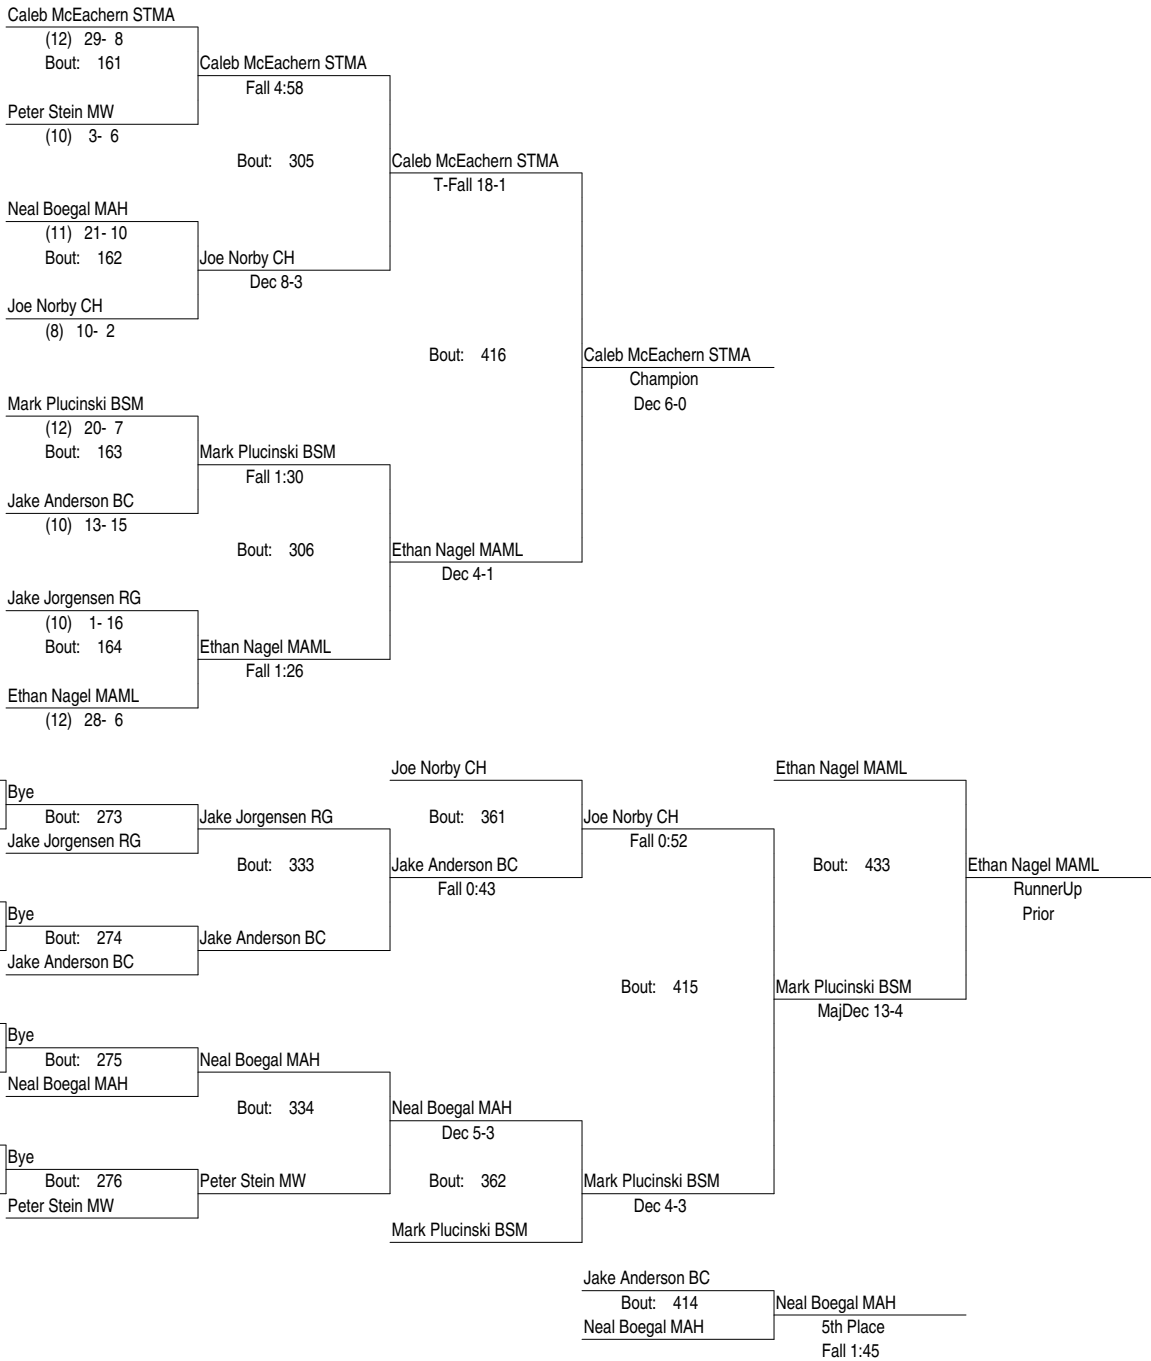 Caleb McEachern STMA
(12) 29- 8
Bout: 161
Caleb McEachern STMA
Fall 4:58
Peter Stein MW
(10) 3- 6
Bout: 305
Caleb McEachern STMA
T-Fall 18-1
Neal Boegal MAH
(11) 21- 10
Bout: 162
Joe Norby CH
Dec 8-3
Joe Norby CH
(8) 10- 2
Bout: 416
Caleb McEachern STMA
Champion
Dec 6-0
Mark Plucinski BSM
(12) 20- 7
Bout: 163
Mark Plucinski BSM
Fall 1:30
Jake Anderson BC
(10) 13- 15
Bout: 306
Ethan Nagel MAML
Dec 4-1
Jake Jorgensen RG
(10) 1- 16
Bout: 164
Ethan Nagel MAML
Fall 1:26
Ethan Nagel MAML
(12) 28- 6
Joe Norby CH
Ethan Nagel MAML
Bye
Bout: 273
Jake Jorgensen RG
Bout: 361
Joe Norby CH
Jake Jorgensen RG
Fall 0:52
Bout: 333
Jake Anderson BC
Bout: 433
Ethan Nagel MAML
Fall 0:43
RunnerUp
Prior
Bye
Bout: 274
Jake Anderson BC
Jake Anderson BC
Bout: 415
Mark Plucinski BSM
MajDec 13-4
Bye
Bout: 275
Neal Boegal MAH
Neal Boegal MAH
Bout: 334
Neal Boegal MAH
Dec 5-3
Bye
Bout: 276
Peter Stein MW
Bout: 362
Mark Plucinski BSM
Peter Stein MW
Dec 4-3
Mark Plucinski BSM
Jake Anderson BC
Bout: 414
Neal Boegal MAH
Neal Boegal MAH
5th Place
Fall 1:45